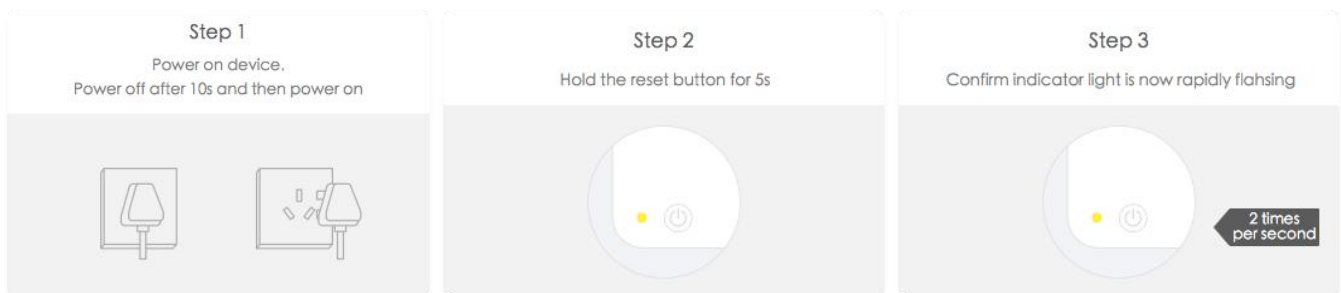 Step 1
Power on device.
Power off after 10s and then power on
Step 2
Hold the reset button for 5s
Step 3
Confirm indicator light is now rapidly flahsing
2 times
per second